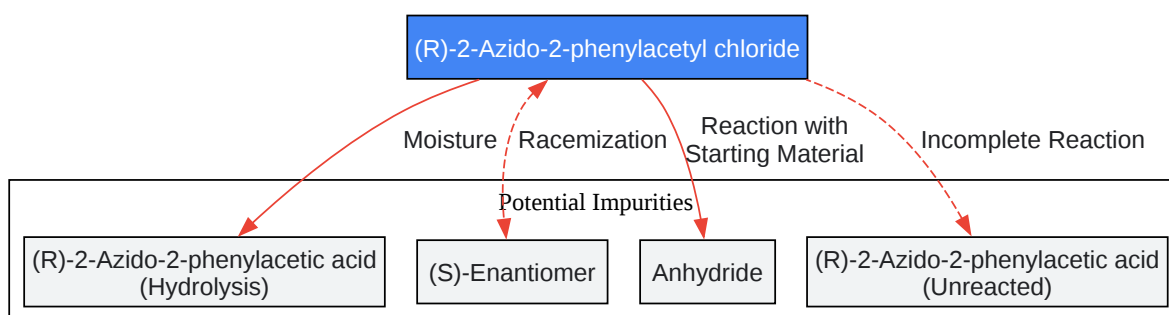 (R)-2-Azido-2-phenylacetyl chloride
Moisture
Racemization
Reaction with
Starting Material
Incomplete Reaction
Potential Impurities
(R)-2-Azido-2-phenylacetic acid
(Hydrolysis)
(S)-Enantiomer
Anhydride
(R)-2-Azido-2-phenylacetic acid
(Unreacted)